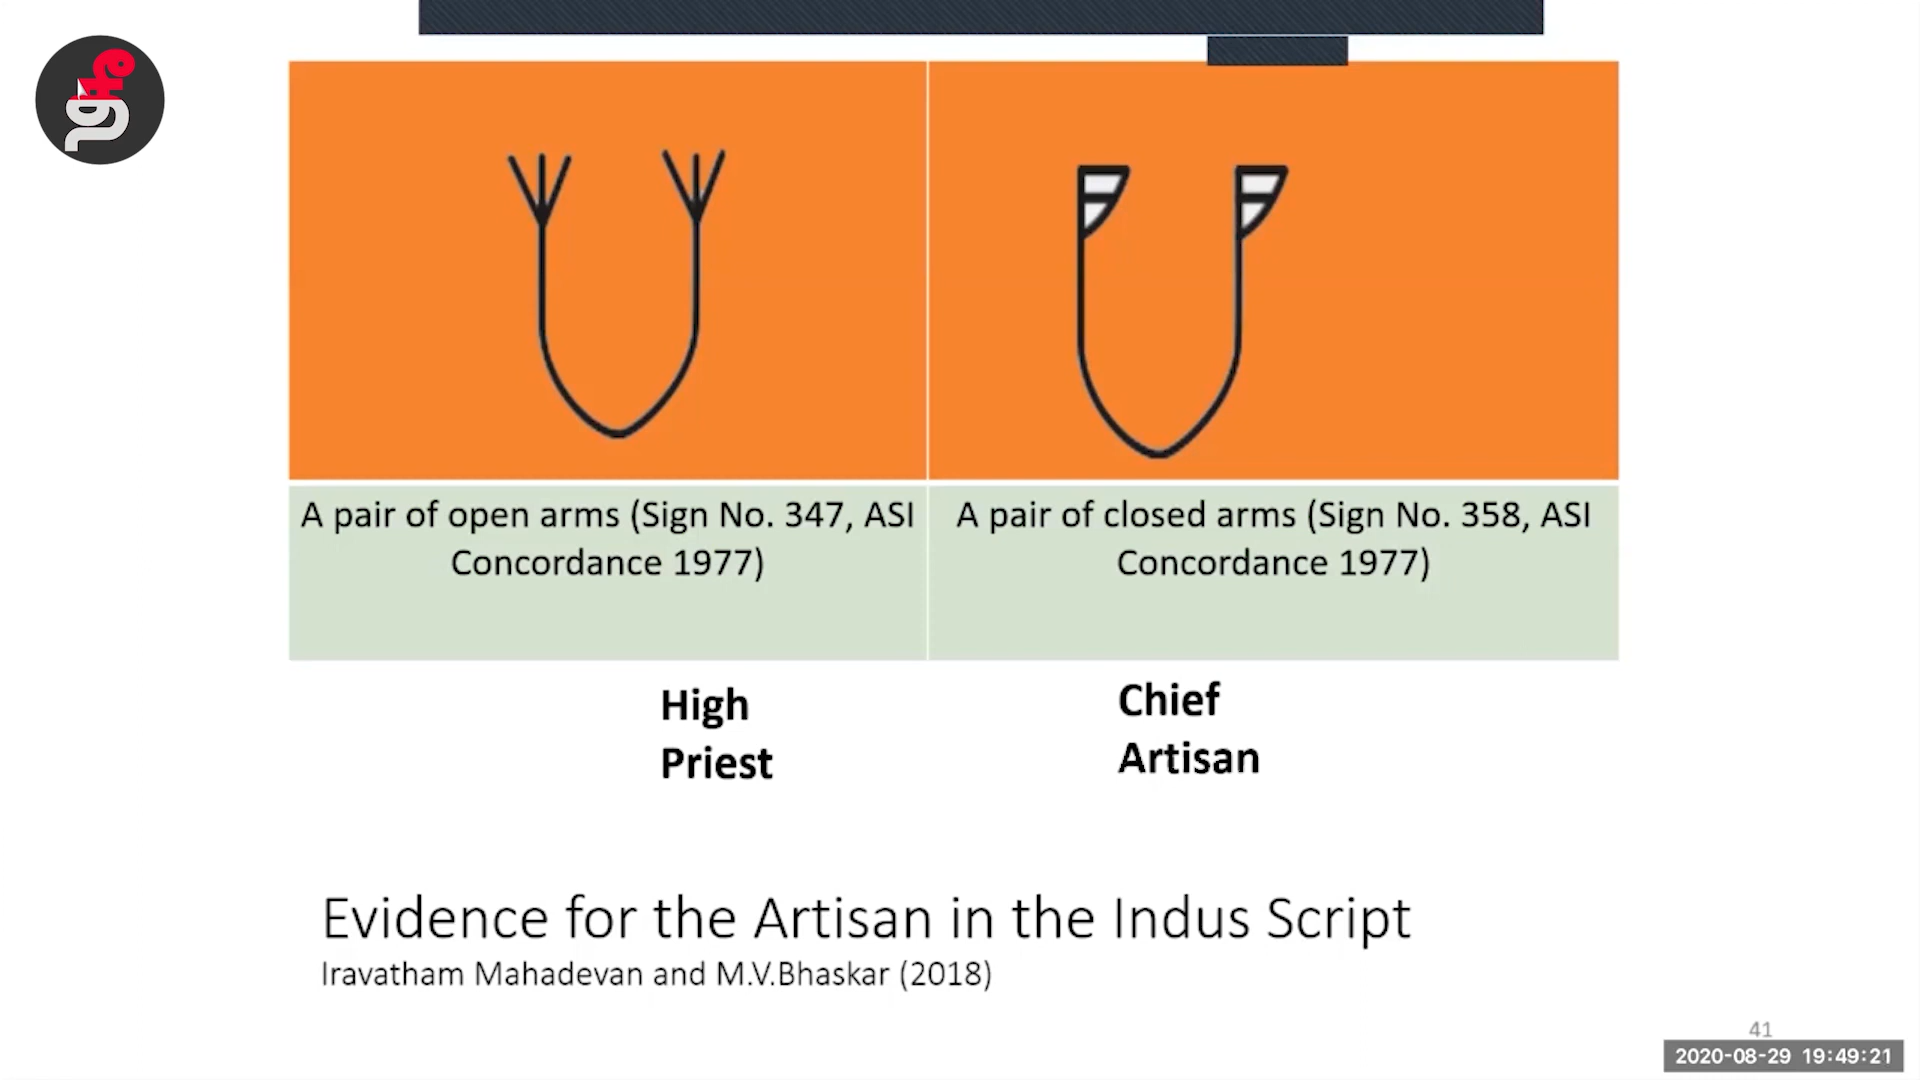 A pair of open arms (Sign No. 347, ASI
Concordance 1977)
A pair of closed arms (Sign No. 358, ASI
Concordance 1977)
High
Priest
Chief
Artisan
Evidence for the Artisan in the Indus Script
Iravatham Mahadevan and M.V.Bhaskar (2018)
41
2020-08-29 19:49:21